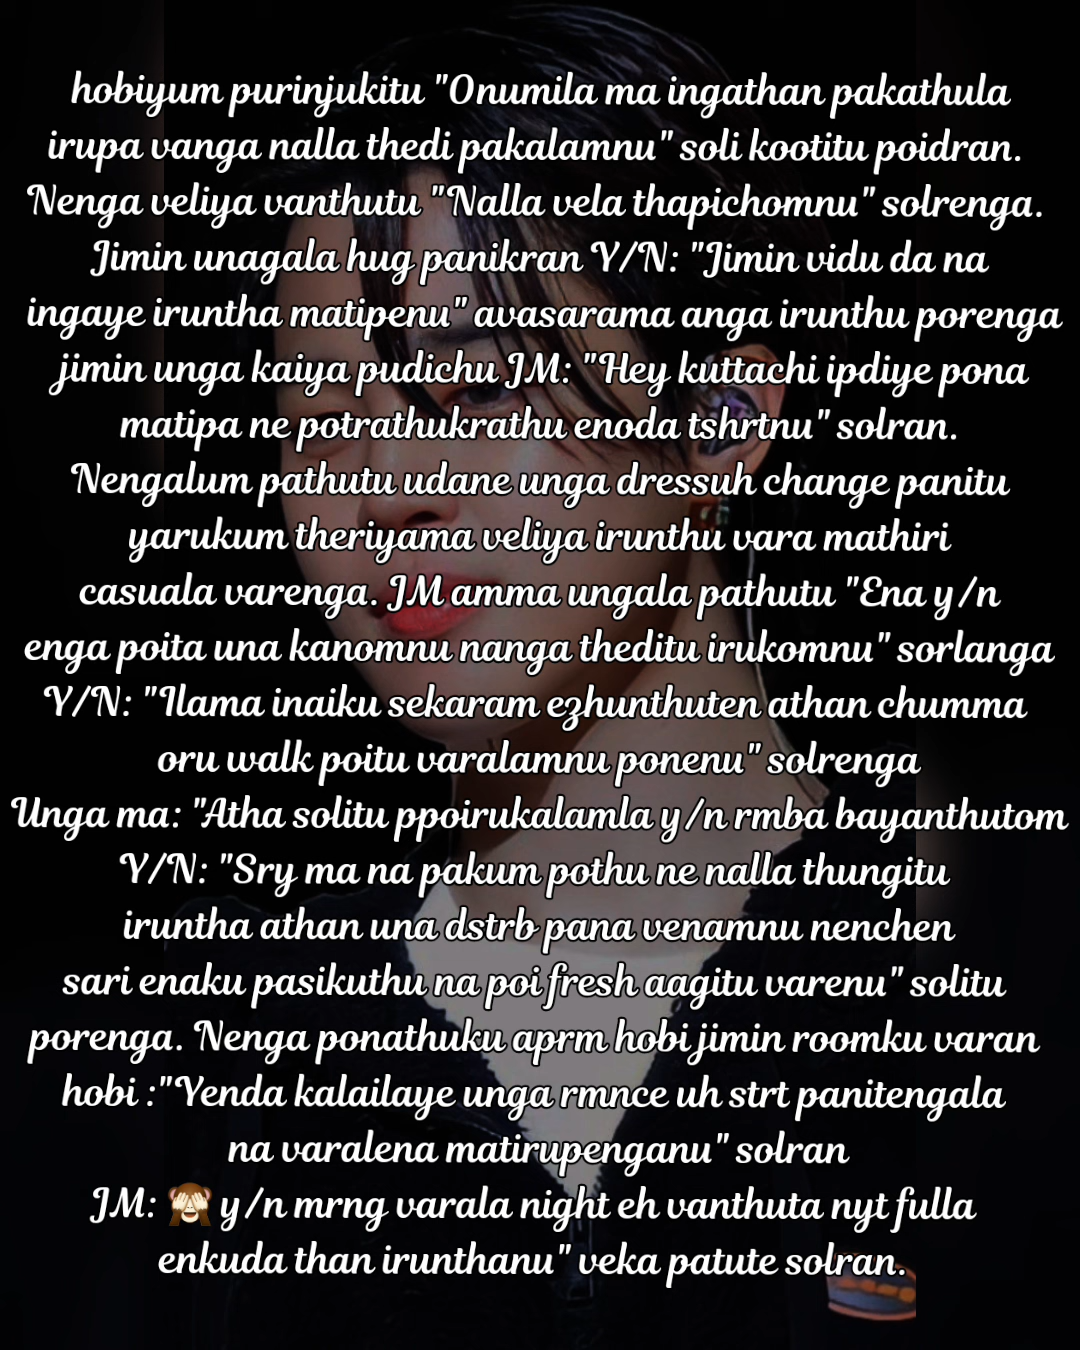 hobiyum purinjukitu "Onumila ma ingathan pakathula
irupa vanga nalla thedi pakalamnu" soli kootitu poidran.
Nenga veliya vanthutu "Nalla vela thapichomnu" solrenga.
Jimin unagala hug panikran Y/N: "Jimin vidu da na
ingaye iruntha matipenu" avasarama anga irunthu porenga
jimin unga kaiya pudichu JM: "Hey kuttachi ipdiye pona
matipa ne potrathukrathu enoda tshrtnu" solran.
Nengalum pathutu udane unga dressuh change panitu
yarukum theriyama veliya irunthu vara mathiri
casuala varenga. JM amma ungala pathutu "Ena y/n
enga poita una kanomnu nanga theditu irukomnu" sorlanga
Y/N: "Ilama inaiku sekaram ezhunthuten athan chumma
oru walk poitu varalamnu ponenu" solrenga
Unga ma: "Atha solitu ppoirukalamla y/n rmba bayanthutom
Y/N: "Sry ma na pakum pothu ne nalla thungitu
iruntha athan una dstrb pana venamnu nenchen
sari enaku pasikuthu na poi fresh aagitu varenu" solitu
porenga. Nenga ponathuku aprm hobi jimin roomku varan
hobi :"Yenda kalailaye unga rmnce uh strt panitengala
na varalena matirupenganu" solran
JM: 🙈 y/n mrng varala night eh vanthuta nyt fulla
enkuda than irunthanu" veka patute solran.